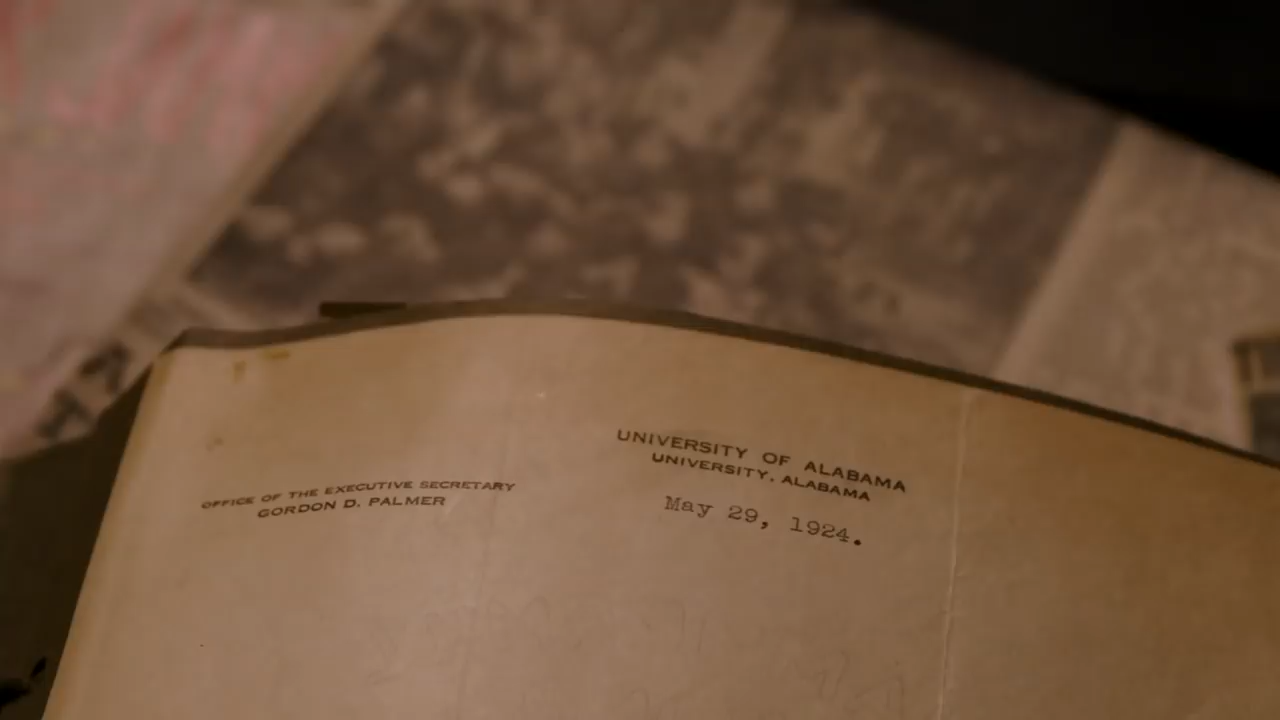 UNIVERSITY OF ALABAMA
UNIVERSITY, ALABAMA
OFFICE OF THE EXECUTIVE SECRETARY
GORDON D. PALMER
May 29, 1924.